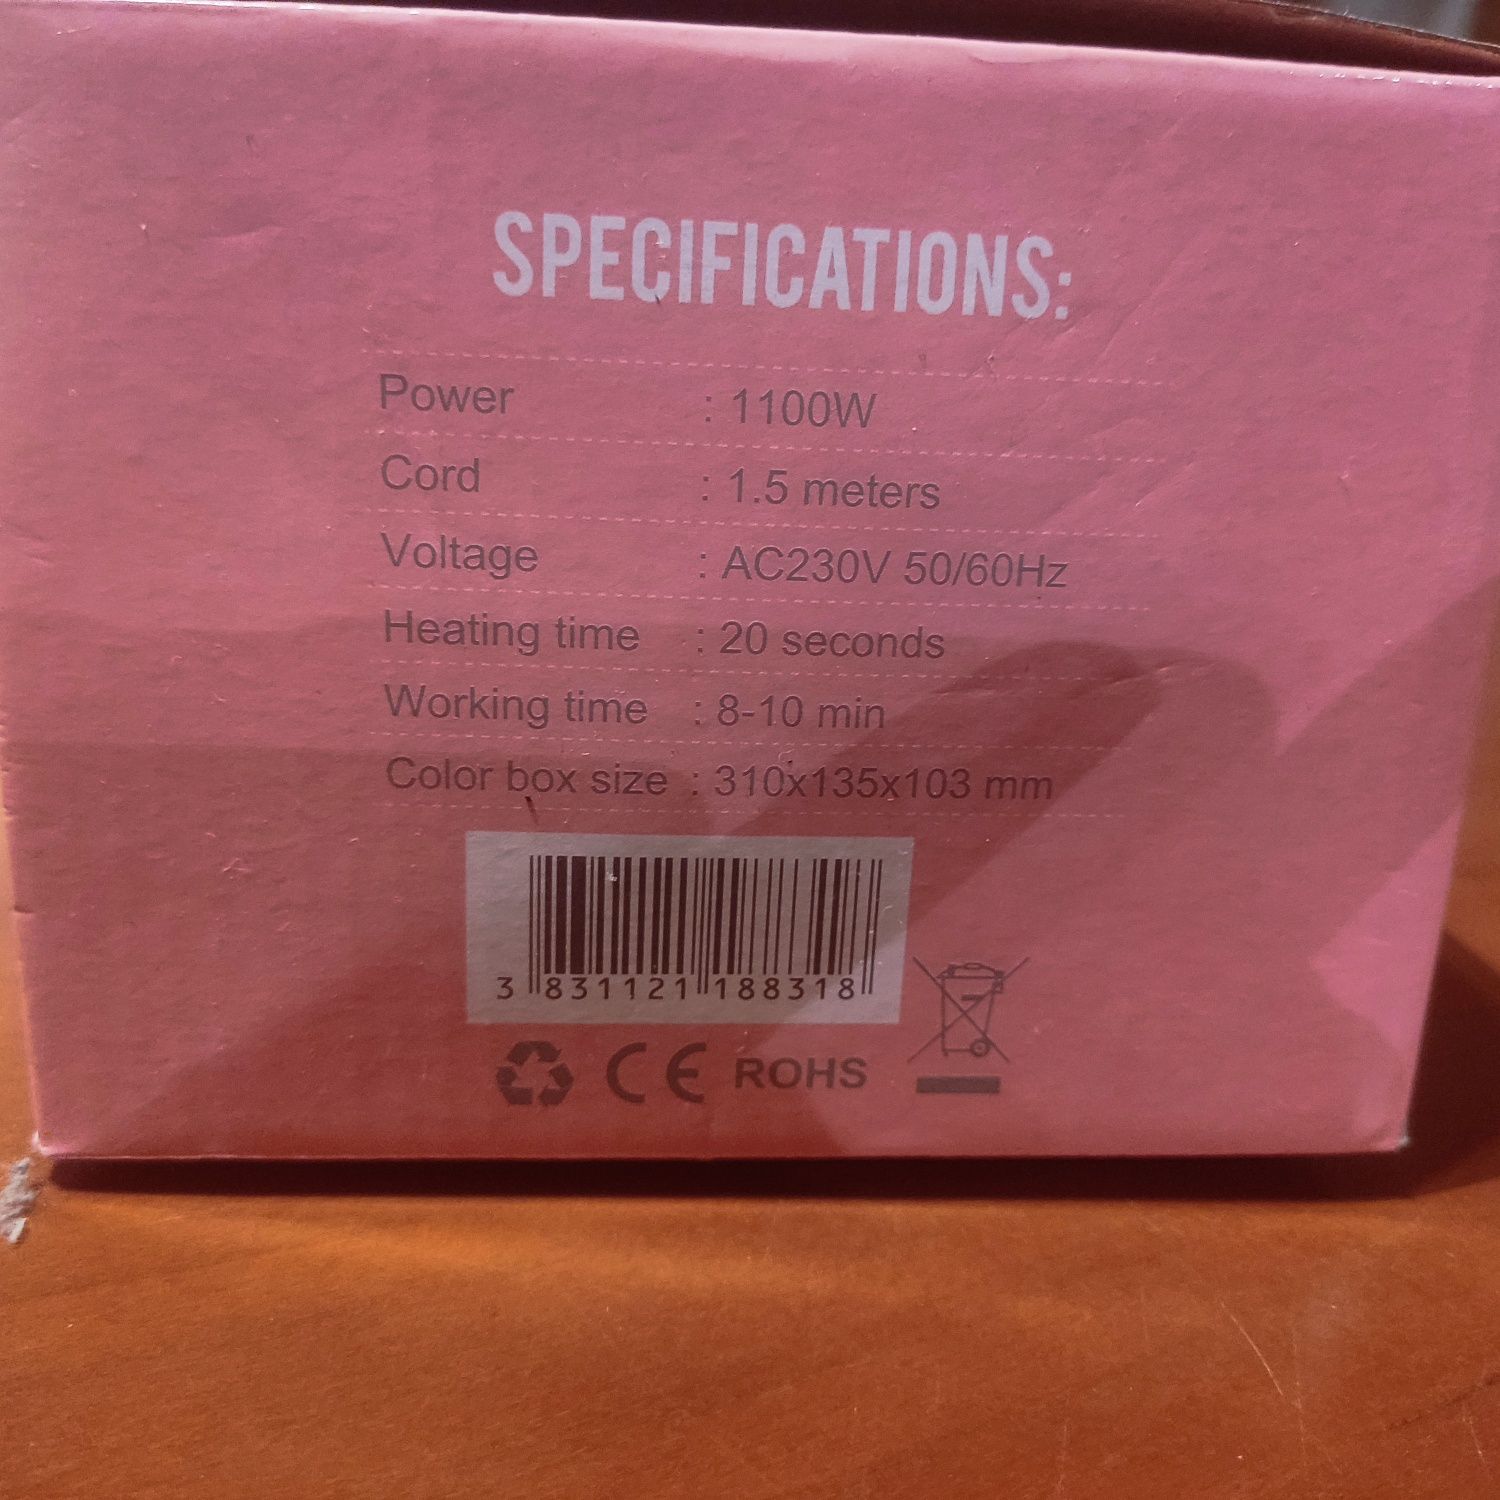 SPECIFICATIONS:
Power : 1100W
Cord : 1.5 meters
Voltage : AC230V 50/60Hz
Heating time : 20 seconds
Working time : 8-10 min
Color box size : 310x135x103 mm
3 831121 188318
CE ROHS